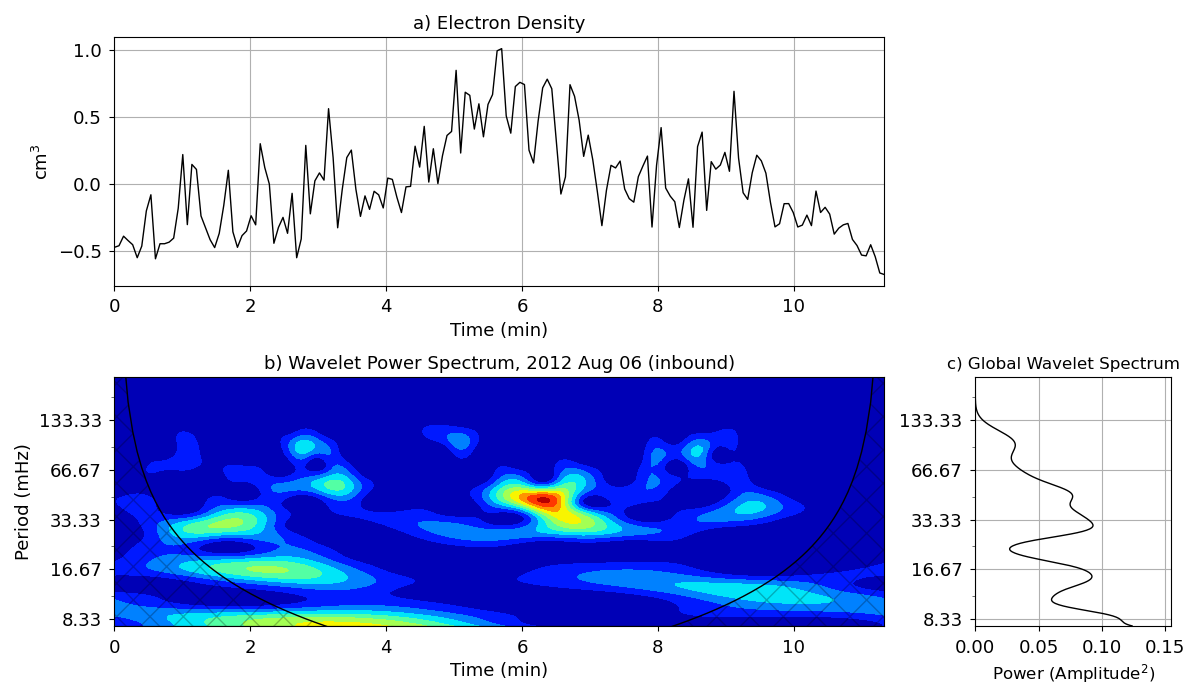 a) Electron Density
1.0
0.5
0.0
−0.5
cm³
0 2 4 6 8 10
Time (min)
b) Wavelet Power Spectrum, 2012 Aug 06 (inbound)
133.33
66.67
33.33
16.67
8.33
Period (mHz)
0 2 4 6 8 10
Time (min)
c) Global Wavelet Spectrum
133.33
66.67
33.33
16.67
8.33
0.00 0.05 0.10 0.15
Power (Amplitude²)